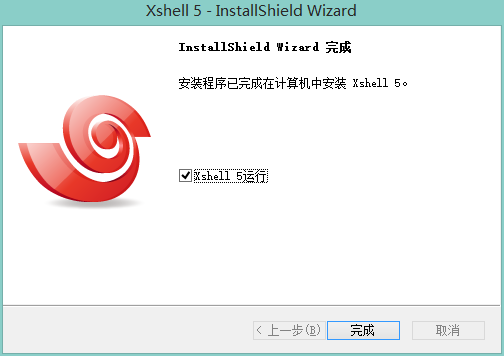 Xshell 5 - InstallShield Wizard
InstallShield Wizard 完成
安装程序已完成在计算机中安装 Xshell 5。
Xshell 5运行
< 上一步(B)
完成
取消